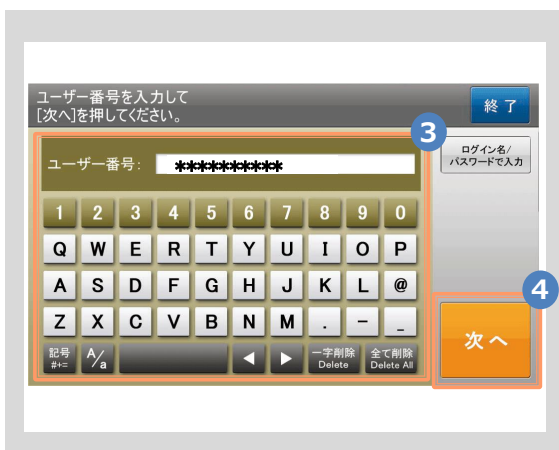 ユーザー番号を入力して
[次へ]を押してください。
終了
3
ユーザー番号: **********
ログイン名/
パスワードで入力
1 2 3 4 5 6 7 8 9 0
Q W E R T Y U I O P
A S D F G H J K L @
4
Z X C V B N M . - _
次へ
記号
#+=
A/a
◀ ▶
一字削除
Delete
全て削除
Delete All